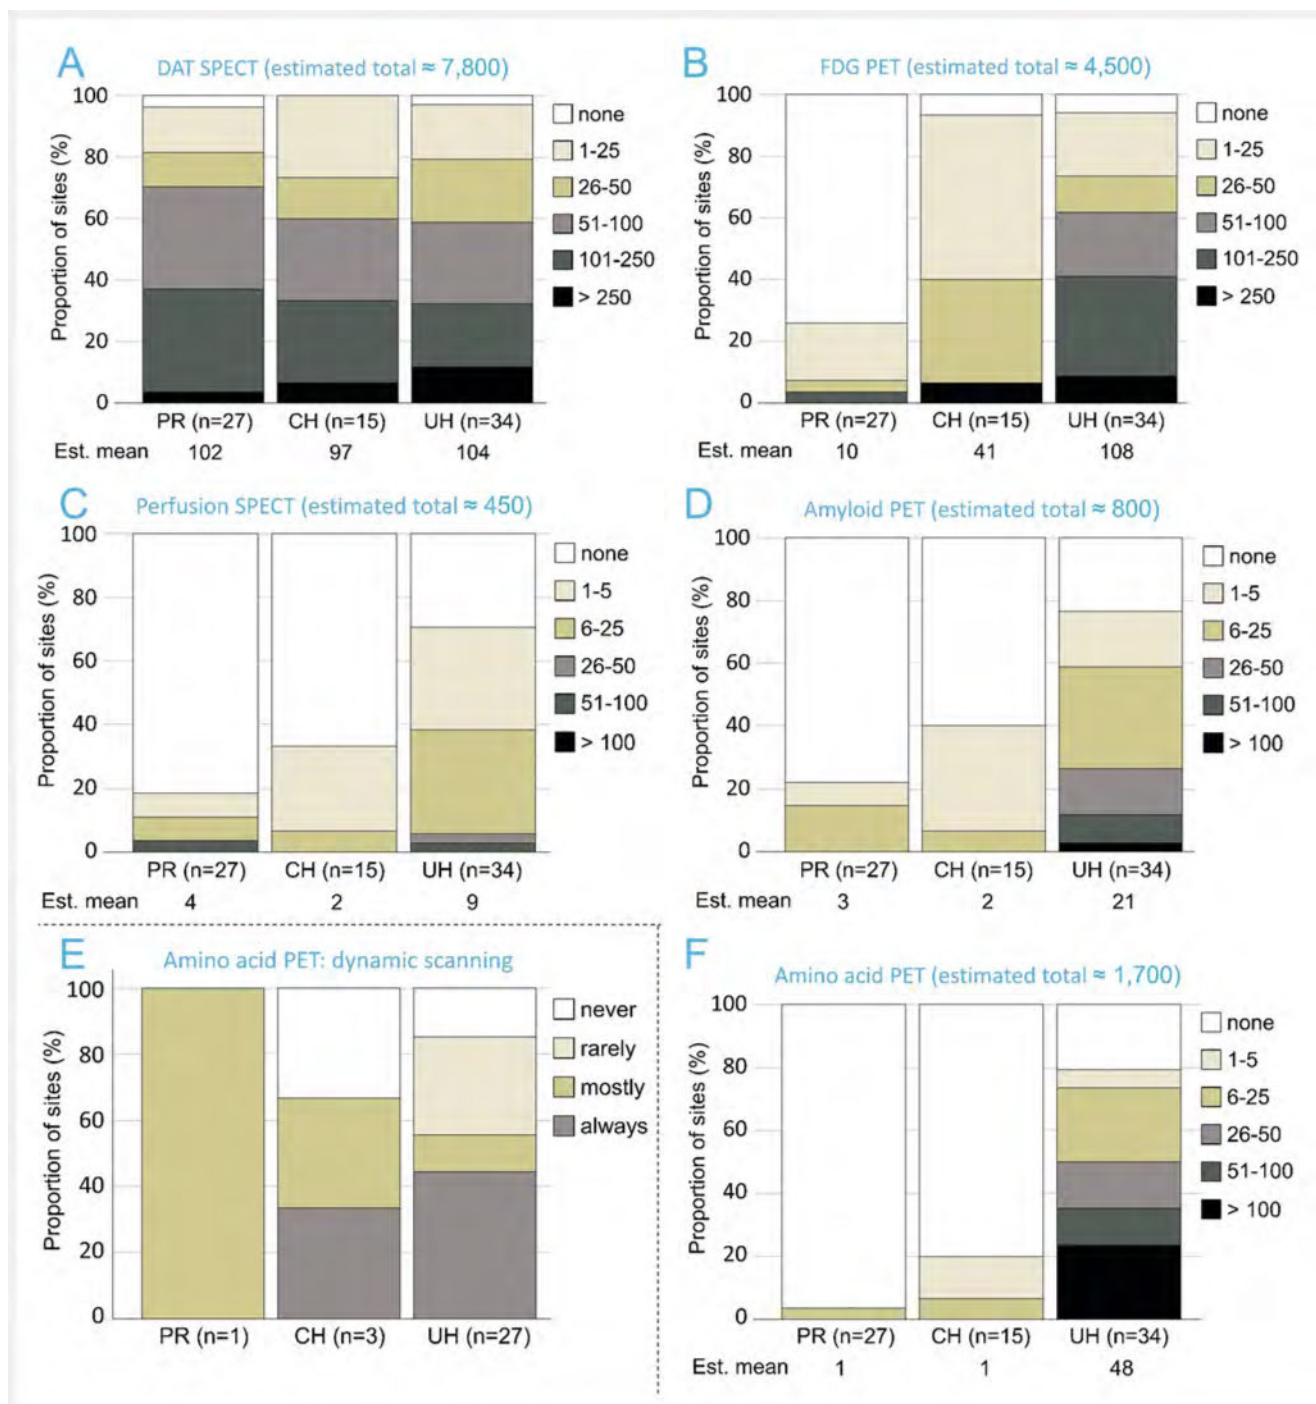 A
DAT SPECT (estimated total ≈ 7,800)
Proportion of sites (%)
100
80
60
40
20
0
none
1-25
26-50
51-100
101-250
> 250
PR (n=27) CH (n=15) UH (n=34)
Est. mean 102 97 104
B
FDG PET (estimated total ≈ 4,500)
Proportion of sites (%)
100
80
60
40
20
0
none
1-25
26-50
51-100
101-250
> 250
PR (n=27) CH (n=15) UH (n=34)
Est. mean 10 41 108
C
Perfusion SPECT (estimated total ≈ 450)
Proportion of sites (%)
100
80
60
40
20
0
none
1-5
6-25
26-50
51-100
> 100
PR (n=27) CH (n=15) UH (n=34)
Est. mean 4 2 9
D
Amyloid PET (estimated total ≈ 800)
Proportion of sites (%)
100
80
60
40
20
0
none
1-5
6-25
26-50
51-100
> 100
PR (n=27) CH (n=15) UH (n=34)
Est. mean 3 2 21
E
Amino acid PET: dynamic scanning
Proportion of sites (%)
100
80
60
40
20
0
never
rarely
mostly
always
PR (n=1) CH (n=3) UH (n=27)
F
Amino acid PET (estimated total ≈ 1,700)
Proportion of sites (%)
100
80
60
40
20
0
none
1-5
6-25
26-50
51-100
> 100
PR (n=27) CH (n=15) UH (n=34)
Est. mean 1 1 48